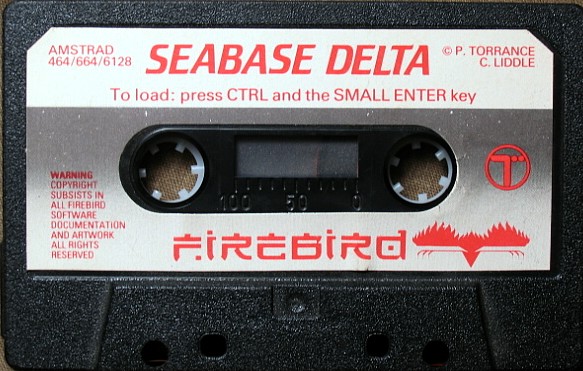 AMSTRAD
464/664/6128
SEABASE DELTA
© P. TORRANCE
C. LIDDLE
To load: press CTRL and the SMALL ENTER key
100 50 0
WARNING
COPYRIGHT
SUBSISTS IN
ALL FIREBIRD
SOFTWARE
DOCUMENTATION
AND ARTWORK
ALL RIGHTS
RESERVED
FIREBIRD